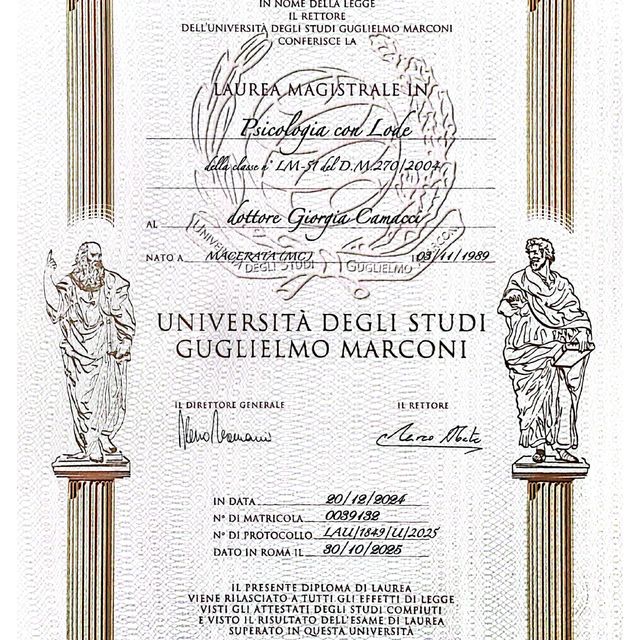 IN NOME DELLA LEGGE
IL RETTORE
DELL'UNIVERSITÀ DEGLI STUDI GUGLIELMO MARCONI
CONFERISCE LA
LAUREA MAGISTRALE IN
Psicologia con Lode
della classe n° LM-51 del D.M.270/2004
AL dottore Giorgia Camacci
NATO A MACERATA (MC) IL 03/11/1989
DEGLI STUDI GUGLIELMO MARCONI
UNIVERSITÀ DEGLI STUDI
GUGLIELMO MARCONI
IL DIRETTORE GENERALE IL RETTORE
IN DATA 20/12/2024
N° DI MATRICOLA 0039132
N° DI PROTOCOLLO LAU/1849/U/2025
DATO IN ROMA IL 30/10/2025
IL PRESENTE DIPLOMA DI LAUREA
VIENE RILASCIATO A TUTTI GLI EFFETTI DI LEGGE
VISTI GLI ATTESTATI DEGLI STUDI COMPIUTI
E VISTO IL RISULTATO DELL'ESAME DI LAUREA
SUPERATO IN QUESTA UNIVERSITÀ